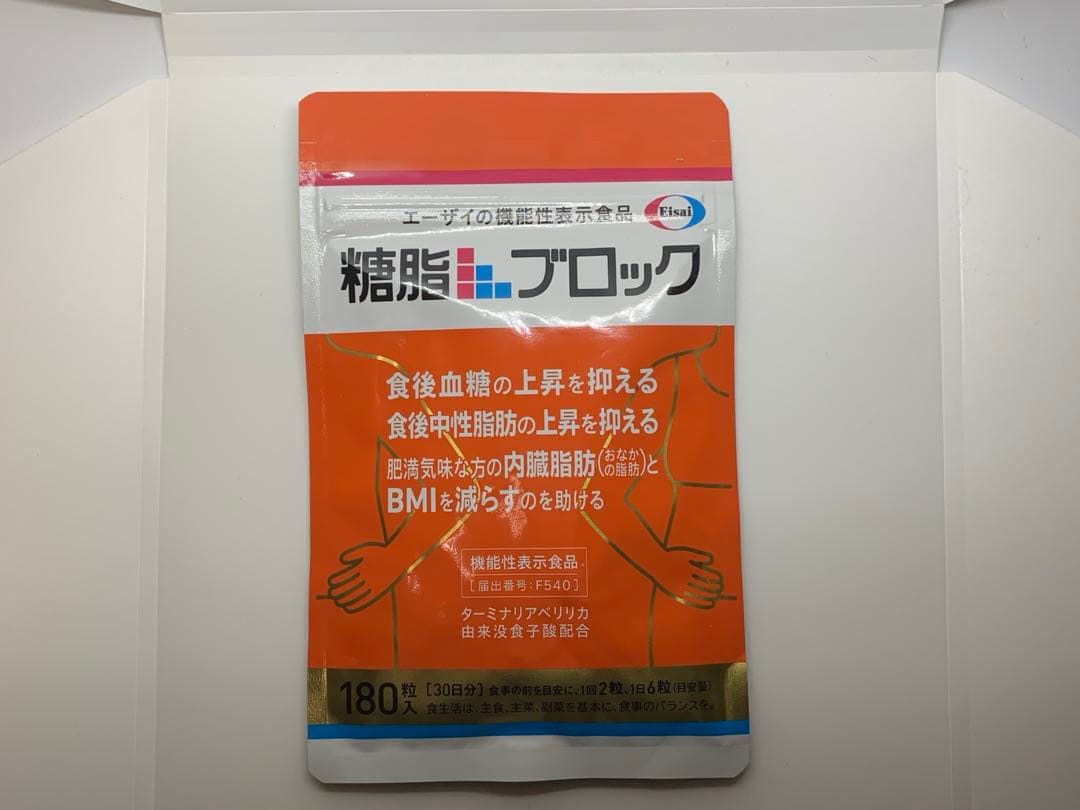 エーザイの機能性表示食品 Eisai
糖脂ブロック
食後血糖の上昇を抑える
食後中性脂肪の上昇を抑える
肥満気味な方の内臓脂肪(おなかの脂肪)と
BMIを減らすのを助ける
機能性表示食品
[届出番号:F540]
ターミナリアベリリカ
由来没食子酸配合
180粒入 [30日分] 食事の前を目安に、1回2粒、1日6粒(目安量)
食生活は、主食、主菜、副菜を基本に、食事のバランスを。